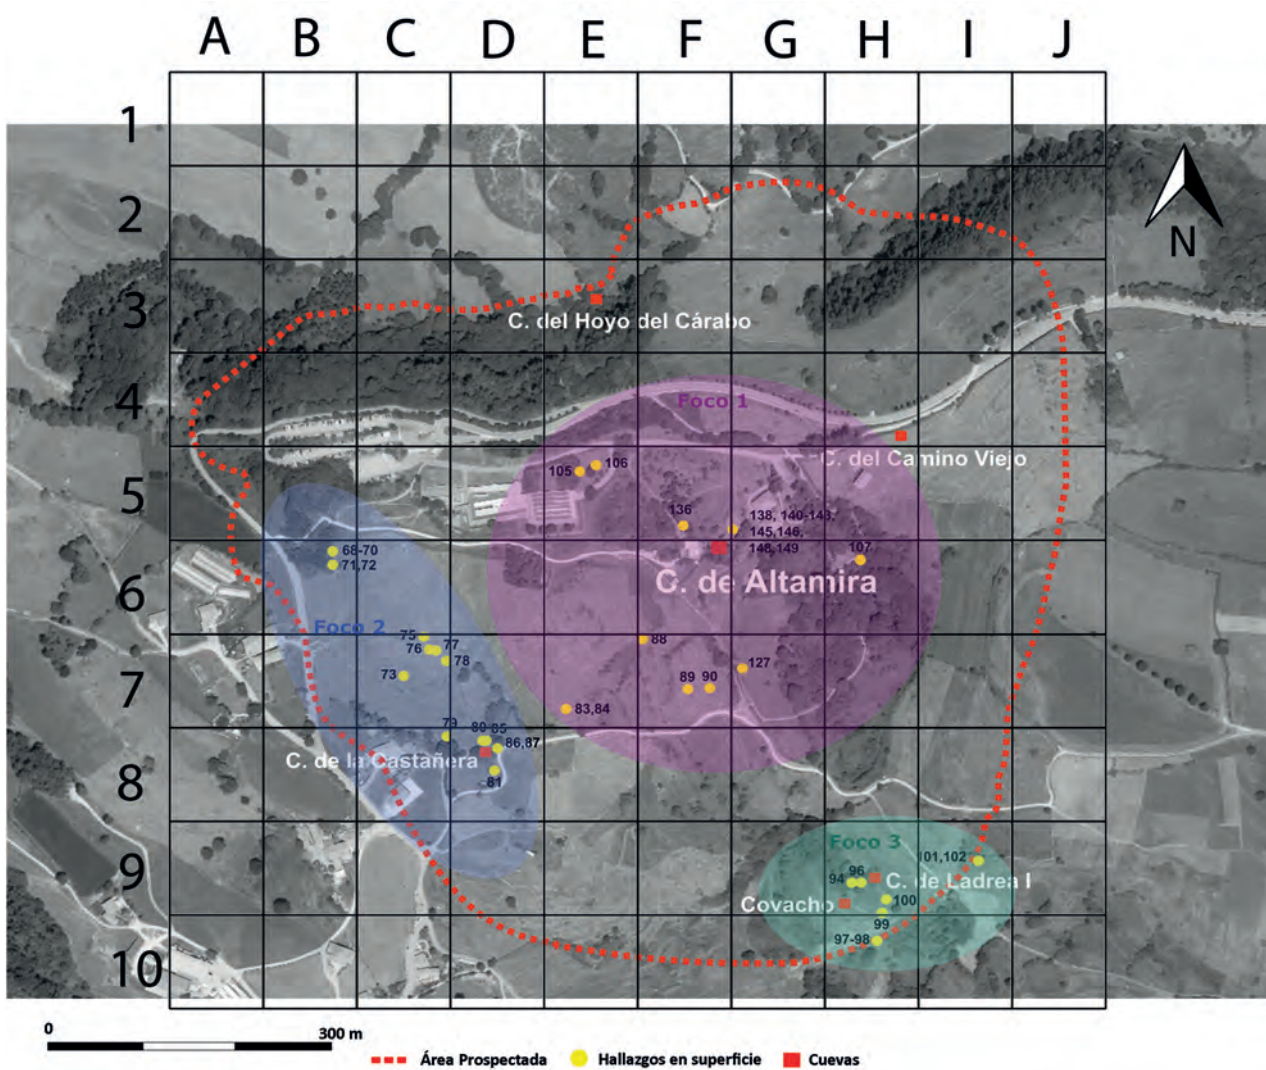 A B C D E F G H I J
1
2
N
3
C. del Hoyo del Cárabo
4
Foco 1
C. del Camino Viejo
105
106
5
136
138, 140-143,
145,146,
148,149
107
68-70
71,72
C. de Altamira
6
Foco 2
75
76
77
78
88
73
89 90
127
7
83,84
79
80 85
86,87
C. de la Castañera
81
8
Foco 3
101,102
94
96
C. de Ladrea I
9
Covacho
100
99
97-98
10
0 300 m
Área Prospectada
Hallazgos en superficie
Cuevas